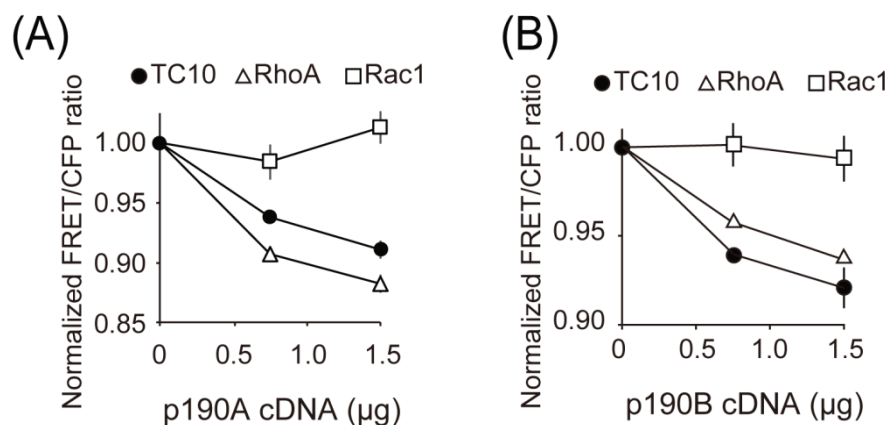 (A)
● TC10 △RhoA □ Rac1
Normalized FRET/CFP ratio
1.00
0.95
0.90
0.85
0 0.5 1.0 1.5
p190A cDNA (μg)
(B)
● TC10 △ RhoA □ Rac1
Normalized FRET/CFP ratio
1.00
0.95
0.90
0 0.5 1.0 1.5
p190B cDNA (μg)